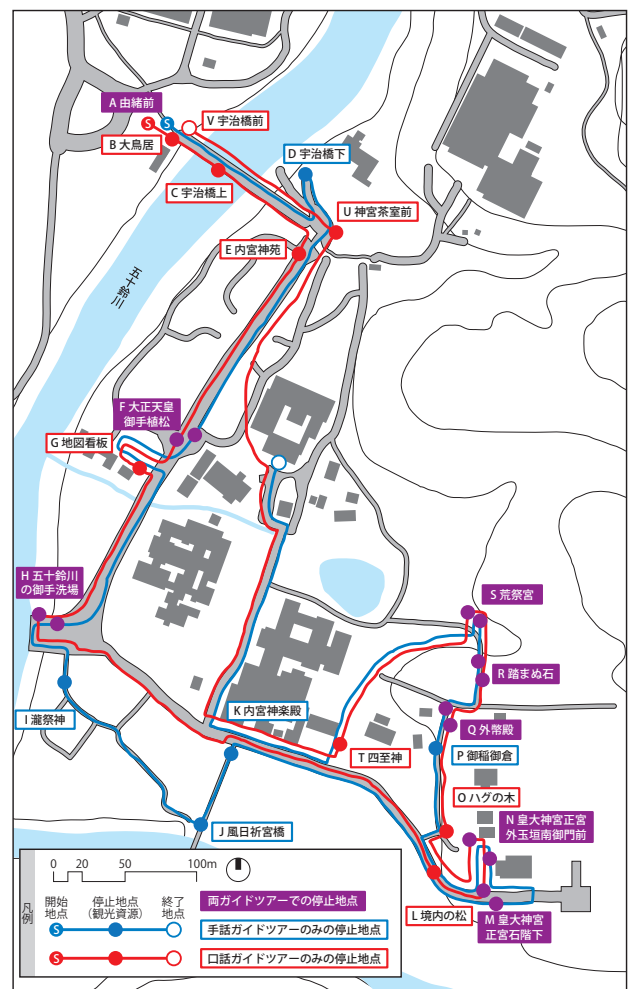 A 由緒前
S
S
V 宇治橋前
B 大鳥居
D 宇治橋下
C 宇治橋上
U 神宮茶室前
E 内宮神苑
五十鈴川
F 大正天皇
御手植松
G 地図看板
H 五十鈴川
の御手洗場
S 荒祭宮
R 踏まぬ石
I 瀧祭神
K 内宮神楽殿
Q 外幣殿
P 御稲御倉
T 四至神
O ハグの木
N 皇大神宮正宮
外玉垣南御門前
J 風日祈宮橋
L 境内の松
M 皇大神宮
正宮石階下
凡例
0 20 50 100m
開始
地点
停止地点
(観光資源)
終了
地点
S
S
両ガイドツアーでの停止地点
手話ガイドツアーのみの停止地点
口話ガイドツアーのみの停止地点